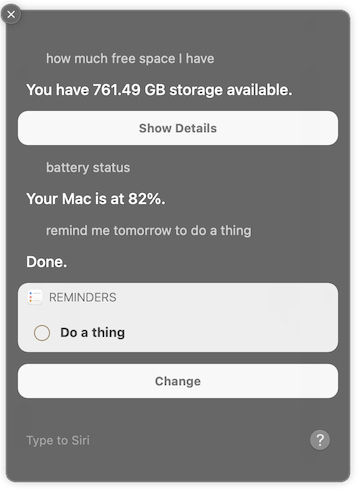 how much free space I have
You have 761.49 GB storage available.
Show Details
battery status
Your Mac is at 82%.
remind me tomorrow to do a thing
Done.
REMINDERS
Do a thing
Change
Type to Siri
?